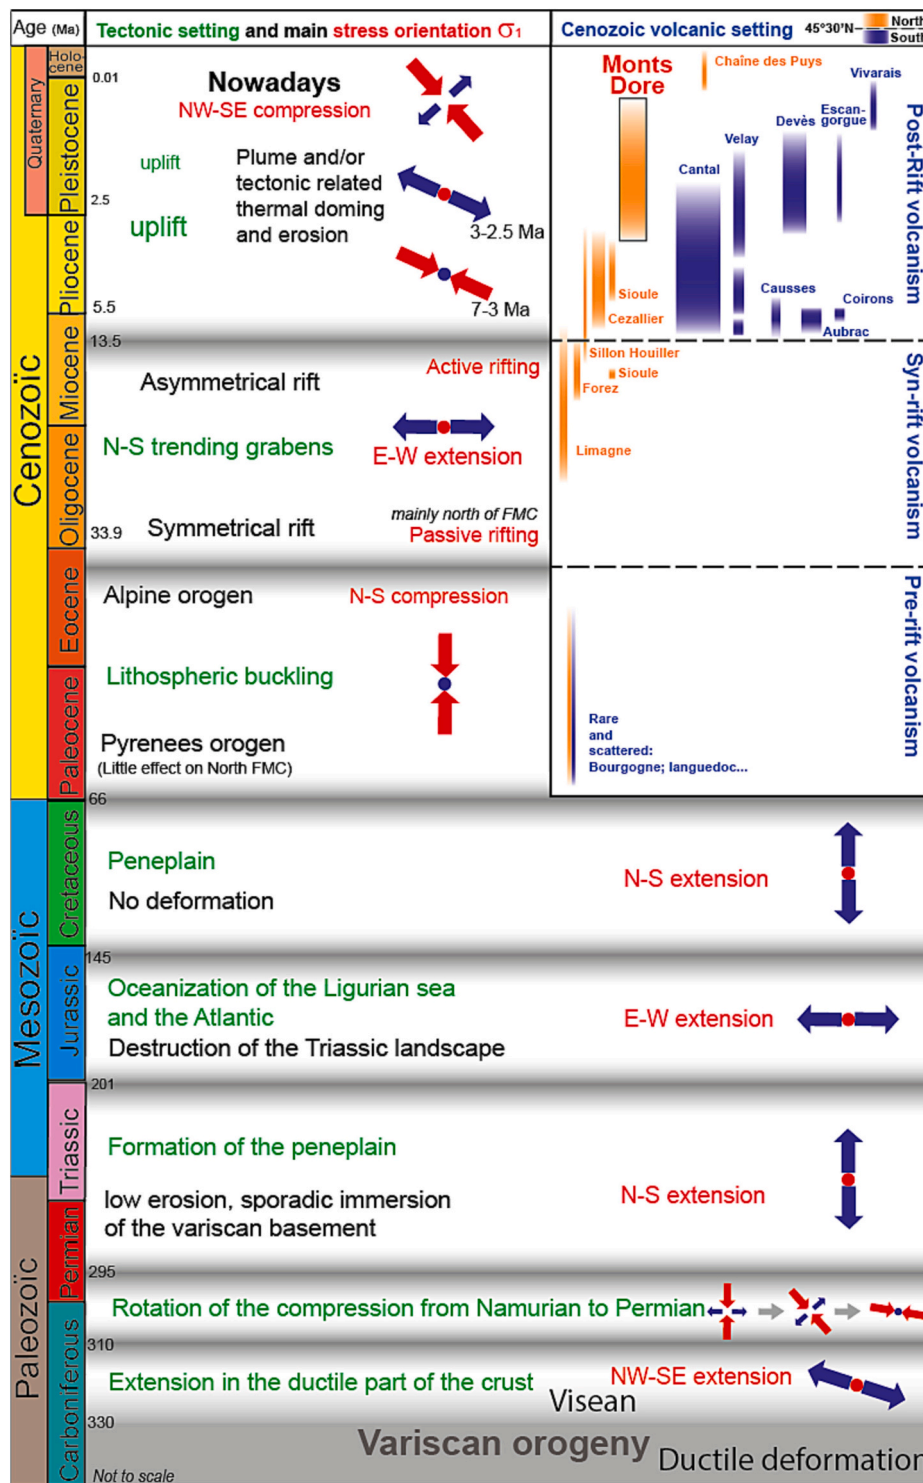 Age (Ma)
Tectonic setting and main stress orientation σ1
Cenozoic volcanic setting
45°30'N
North
South
Cenozoïc
Mesozoïc
Paleozoïc
Quaternary
Holo-
cene
Pleistocene
Pliocene
Miocene
Oligocene
Eocene
Paleocene
Cretaceous
Jurassic
Triassic
Permian
Carboniferous
0.01
2.5
5.5
13.5
33.9
66
145
201
295
310
330
Not to scale
Nowadays
NW-SE compression
uplift
uplift
Plume and/or
tectonic related
thermal doming
and erosion
3-2.5 Ma
7-3 Ma
Asymmetrical rift
Active rifting
N-S trending grabens
E-W extension
mainly north of FMC
Symmetrical rift
Passive rifting
Alpine orogen
N-S compression
Lithospheric buckling
Pyrenees orogen
(Little effect on North FMC)
Monts
Dore
Chaîne des Puys
Vivarais
Escan-
gorgue
Devès
Velay
Cantal
Sioule
Cezallier
Causses
Coirons
Aubrac
Post-Rift volcanism
Sillon Houiller
Sioule
Forez
Limagne
Syn-rift volcanism
Pre-rift volcanism
Rare
and
scattered:
Bourgogne; languedoc...
Peneplain
No deformation
N-S extension
Oceanization of the Ligurian sea
and the Atlantic
Destruction of the Triassic landscape
E-W extension
Formation of the peneplain
low erosion, sporadic immersion
of the variscan basement
N-S extension
Rotation of the compression from Namurian to Permian
Extension in the ductile part of the crust
NW-SE extension
Visean
Variscan orogeny
Ductile deformation